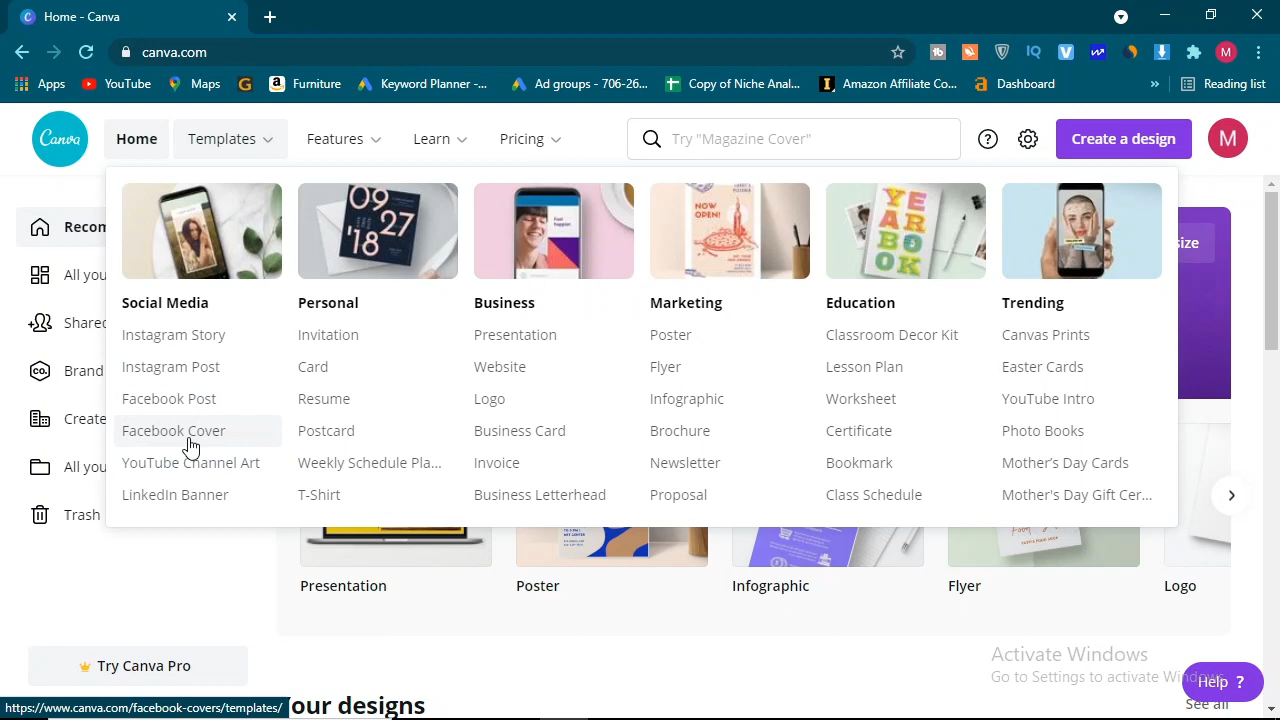 Home - Canva
canva.com
Apps YouTube Maps Furniture Keyword Planner -... Ad groups - 706-26... Copy of Niche Anal... Amazon Affiliate Co... Dashboard » Reading list
Canva Home Templates Features Learn Pricing Try "Magazine Cover" Create a design M
09 27 '18
NOW OPEN!
YEAR BOOK
Social Media Personal Business Marketing Education Trending
Instagram Story Invitation Presentation Poster Classroom Decor Kit Canvas Prints
Instagram Post Card Website Flyer Lesson Plan Easter Cards
Facebook Post Resume Logo Infographic Worksheet YouTube Intro
Facebook Cover Postcard Business Card Brochure Certificate Photo Books
YouTube Channel Art Weekly Schedule Pla... Invoice Newsletter Bookmark Mother's Day Cards
LinkedIn Banner T-Shirt Business Letterhead Proposal Class Schedule Mother's Day Gift Cer...
Recom
All you
Shared
Brand
Create
All you
Trash
size
Presentation Poster Infographic Flyer Logo
Try Canva Pro
Activate Windows
Go to Settings to activate Windows.
Help ?
https://www.canva.com/facebook-covers/templates/
our designs
See all